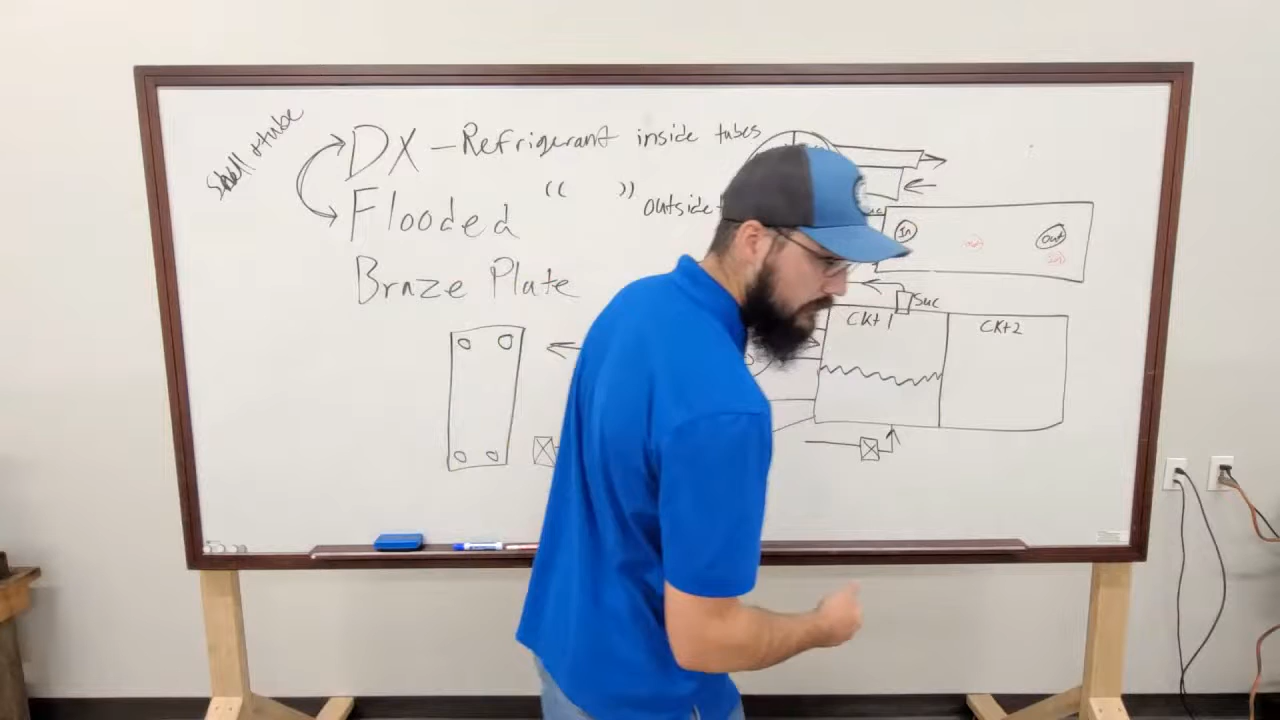 Shell + tube
DX - Refrigerant inside tubes
Flooded " " outside
Braze Plate
In
Out
Suc
Ckt 1
Ckt 2